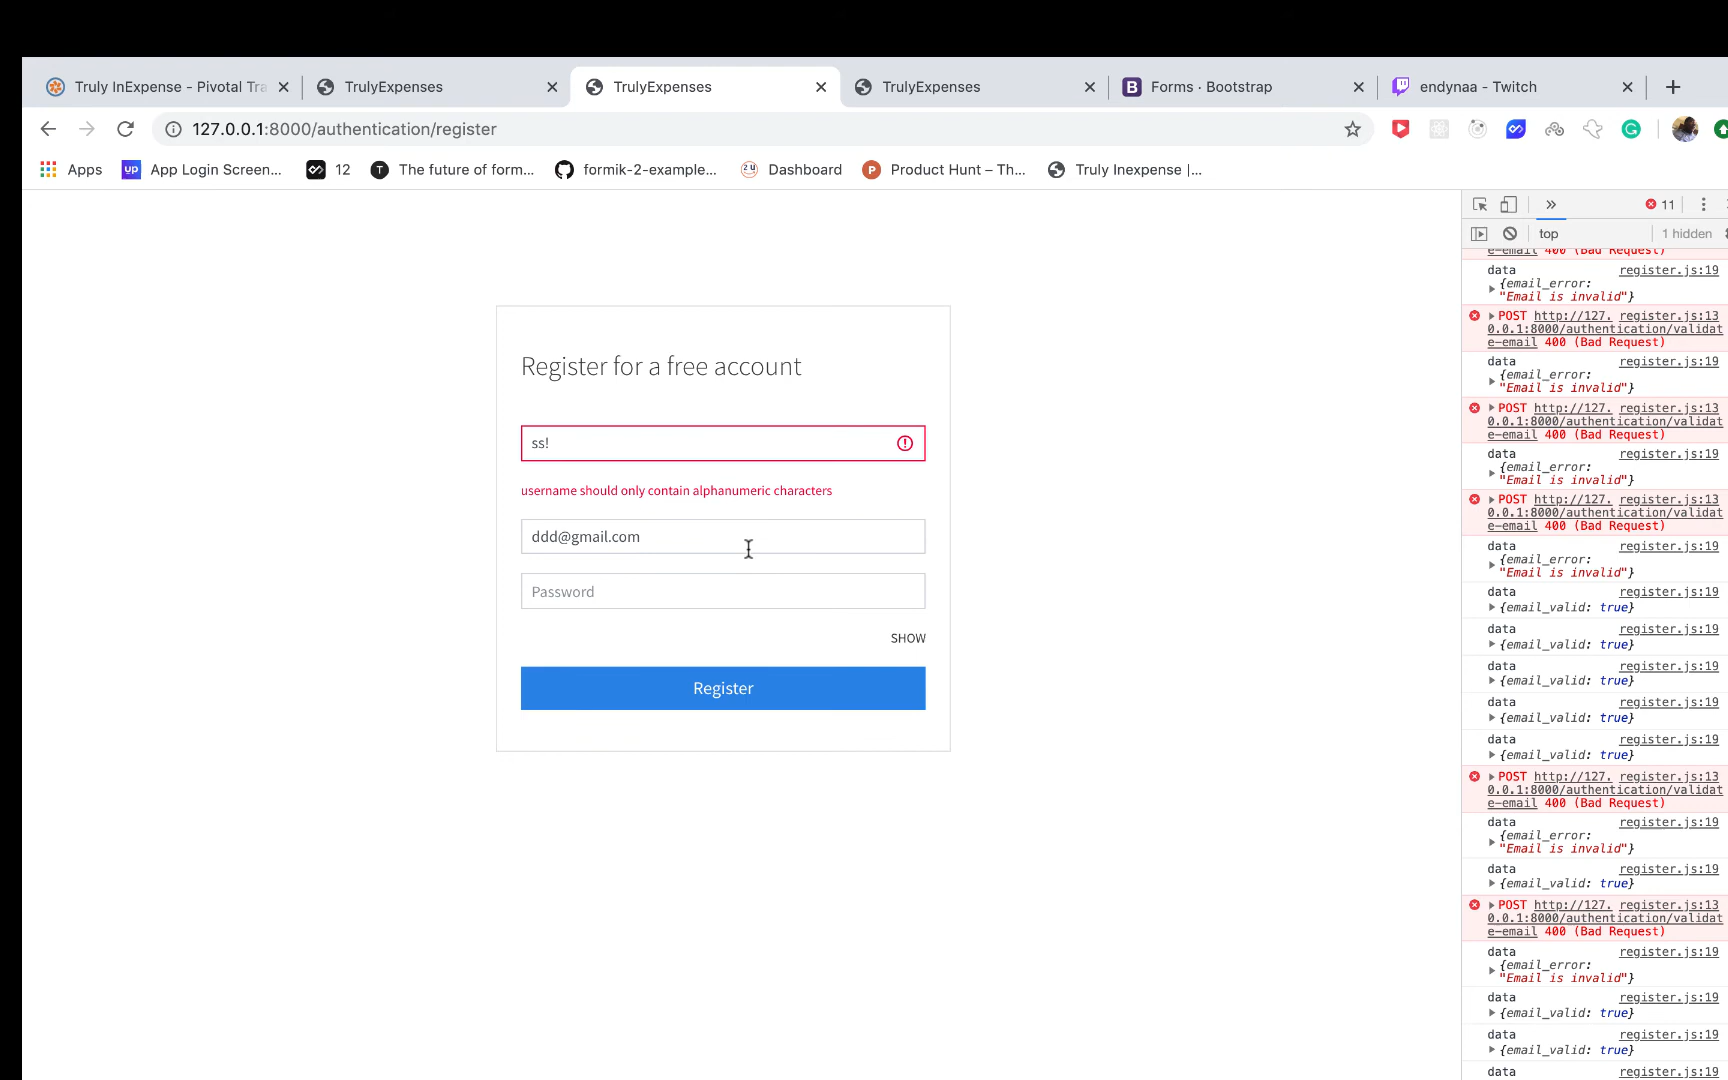 Truly InExpense - Pivotal Tra
TrulyExpenses
TrulyExpenses
TrulyExpenses
Forms · Bootstrap
endynaa - Twitch
127.0.0.1:8000/authentication/register
Apps
App Login Screen...
12
The future of form...
formik-2-example...
Dashboard
Product Hunt – Th...
Truly Inexpense |...
11
top
1 hidden
e-email 400 (Bad Request)
data register.js:19
{email_error:
"Email is invalid"}
POST http://127. register.js:13
0.0.1:8000/authentication/validat
e-email 400 (Bad Request)
data register.js:19
{email_error:
"Email is invalid"}
POST http://127. register.js:13
0.0.1:8000/authentication/validat
e-email 400 (Bad Request)
data register.js:19
{email_error:
"Email is invalid"}
POST http://127. register.js:13
0.0.1:8000/authentication/validat
e-email 400 (Bad Request)
data register.js:19
{email_error:
"Email is invalid"}
data register.js:19
{email_valid: true}
data register.js:19
{email_valid: true}
data register.js:19
{email_valid: true}
data register.js:19
{email_valid: true}
data register.js:19
{email_valid: true}
POST http://127. register.js:13
0.0.1:8000/authentication/validat
e-email 400 (Bad Request)
data register.js:19
{email_error:
"Email is invalid"}
data register.js:19
{email_valid: true}
POST http://127. register.js:13
0.0.1:8000/authentication/validat
e-email 400 (Bad Request)
data register.js:19
{email_error:
"Email is invalid"}
data register.js:19
{email_valid: true}
data register.js:19
{email_valid: true}
data register.js:19
Register for a free account
ss!
username should only contain alphanumeric characters
ddd@gmail.com
Password
SHOW
Register